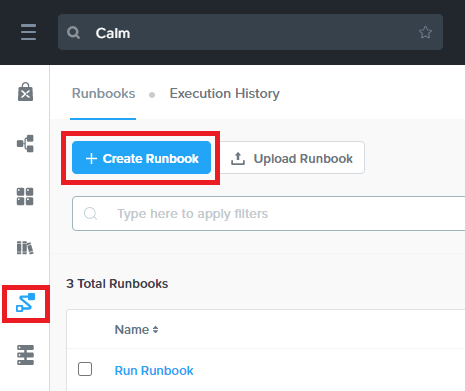 Calm
Runbooks
Execution History
+ Create Runbook
Upload Runbook
Type here to apply filters
3 Total Runbooks
Name
Run Runbook